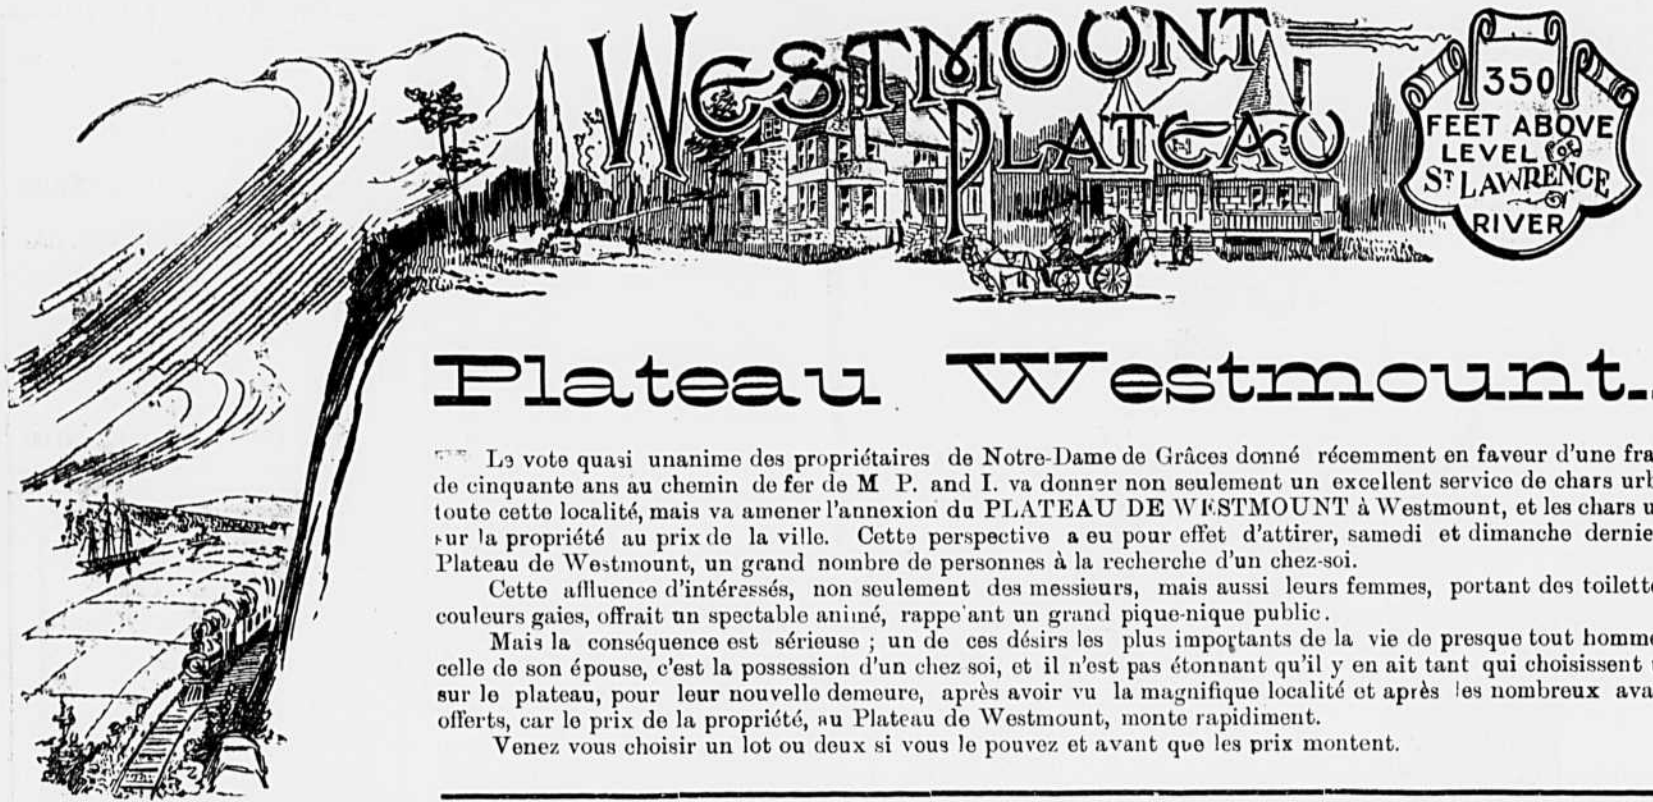 WESTMOUNT
PLATEAU
350
FEET ABOVE
LEVEL OF
ST LAWRENCE
RIVER
Plateau Westmount..
Le vote quasi unanime des propriétaires de Notre-Dame de Grâces donné récemment en faveur d'une fra
de cinquante ans au chemin de fer de M P. and I. va donner non seulement un excellent service de chars urb
toute cette localité, mais va amener l'annexion du PLATEAU DE WESTMOUNT à Westmount, et les chars u
sur la propriété au prix de la ville. Cette perspective a eu pour effet d'attirer, samedi et dimanche dernie
Plateau de Westmount, un grand nombre de personnes à la recherche d'un chez-soi.
Cette affluence d'intéressés, non seulement des messieurs, mais aussi leurs femmes, portant des toilett
couleurs gaies, offrait un spectable animé, rappe'ant un grand pique-nique public.
Mais la conséquence est sérieuse ; un de ces désirs les plus importants de la vie de presque tout homme
celle de son épouse, c'est la possession d'un chez soi, et il n'est pas étonnant qu'il y en ait tant qui choisissent
sur le plateau, pour leur nouvelle demeure, après avoir vu la magnifique localité et après les nombreux ava
offerts, car le prix de la propriété, au Plateau de Westmount, monte rapidiment.
Venez vous choisir un lot ou deux si vous le pouvez et avant que les prix montent.